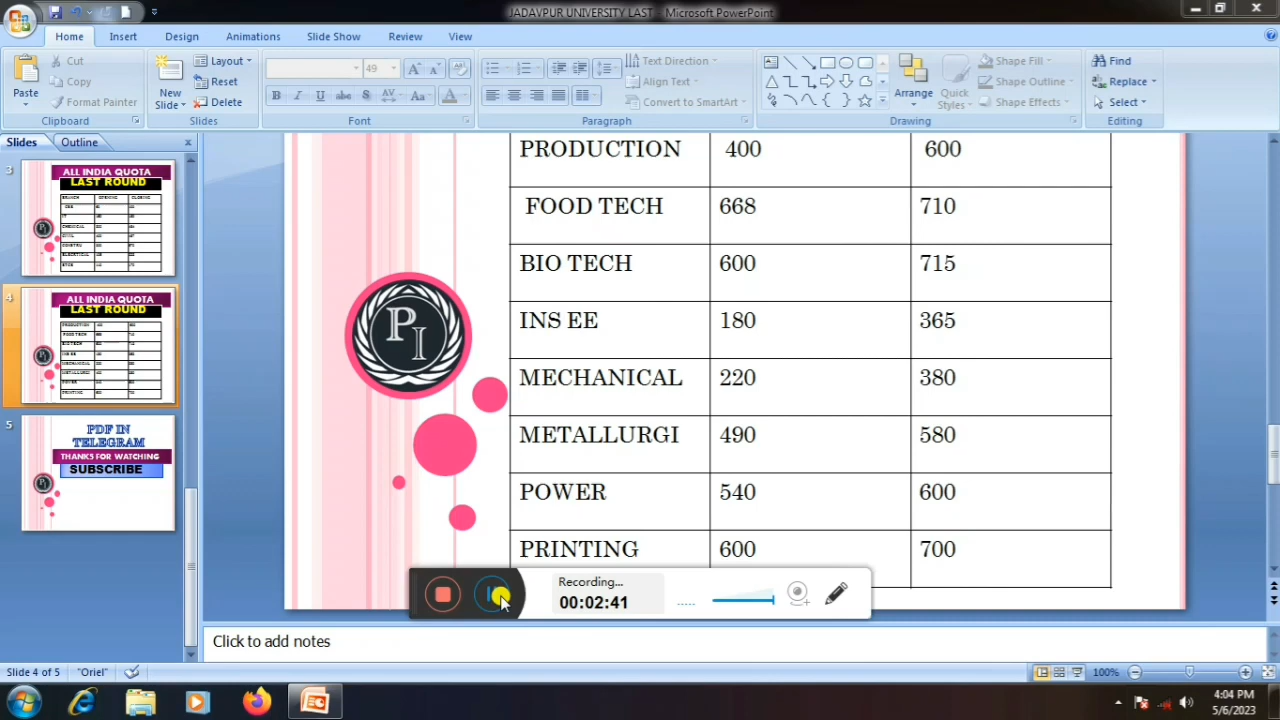 JADAVPUR UNIVERSITY LAST - Microsoft PowerPoint
Home Insert Design Animations Slide Show Review View
Paste Cut Copy Format Painter Clipboard
New Slide Layout Reset Delete Slides
49 Font
Text Direction Align Text Convert to SmartArt Paragraph
Arrange Quick Styles Shape Fill Shape Outline Shape Effects Drawing
Find Replace Select Editing
Slides Outline
3
ALL INDIA QUOTA
LAST ROUND
4
ALL INDIA QUOTA
LAST ROUND
5
PDF IN
TELEGRAM
THANKS FOR WATCHING
SUBSCRIBE
PI
PRODUCTION 400 600
FOOD TECH 668 710
BIO TECH 600 715
INS EE 180 365
MECHANICAL 220 380
METALLURGI 490 580
POWER 540 600
PRINTING 600 700
Recording...
00:02:41
Click to add notes
Slide 4 of 5 "Oriel" 100%
4:04 PM
5/6/2023